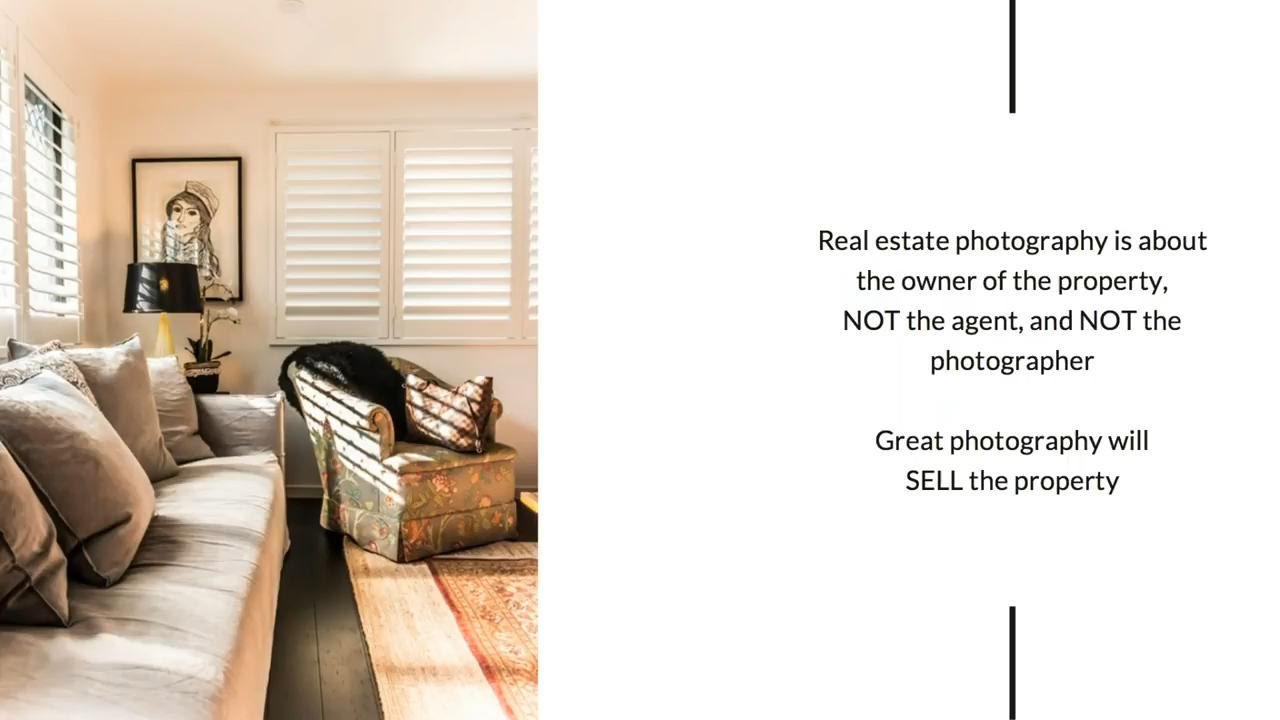 Real estate photography is about
the owner of the property,
NOT the agent, and NOT the
photographer
Great photography will
SELL the property